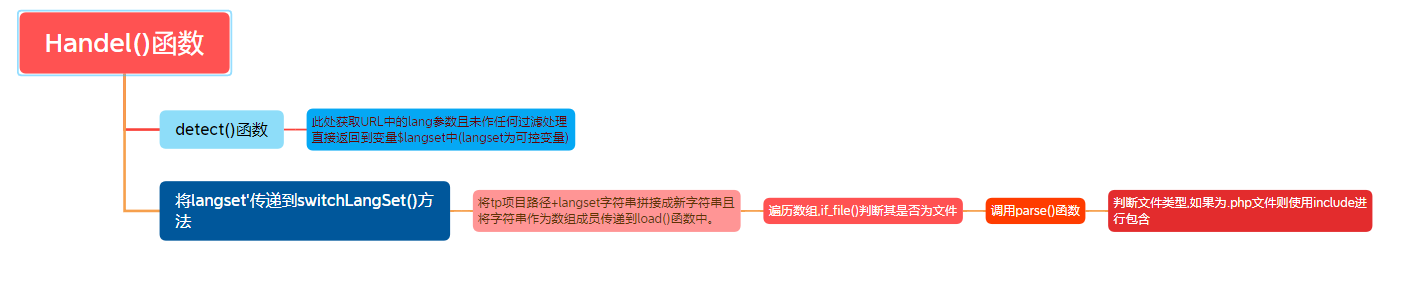 Handel()函数
detect()函数
此处获取URL中的lang参数且未作任何过滤处理
直接返回到变量$langset中(langset为可控变量)
将langset'传递到switchLangSet()方
法
将tp项目路径+langset字符串拼接成新字符串且
将字符串作为数组成员传递到load()函数中。
遍历数组,if_file()判断其是否为文件
调用parse()函数
判断文件类型,如果为.php文件则使用include进
行包含